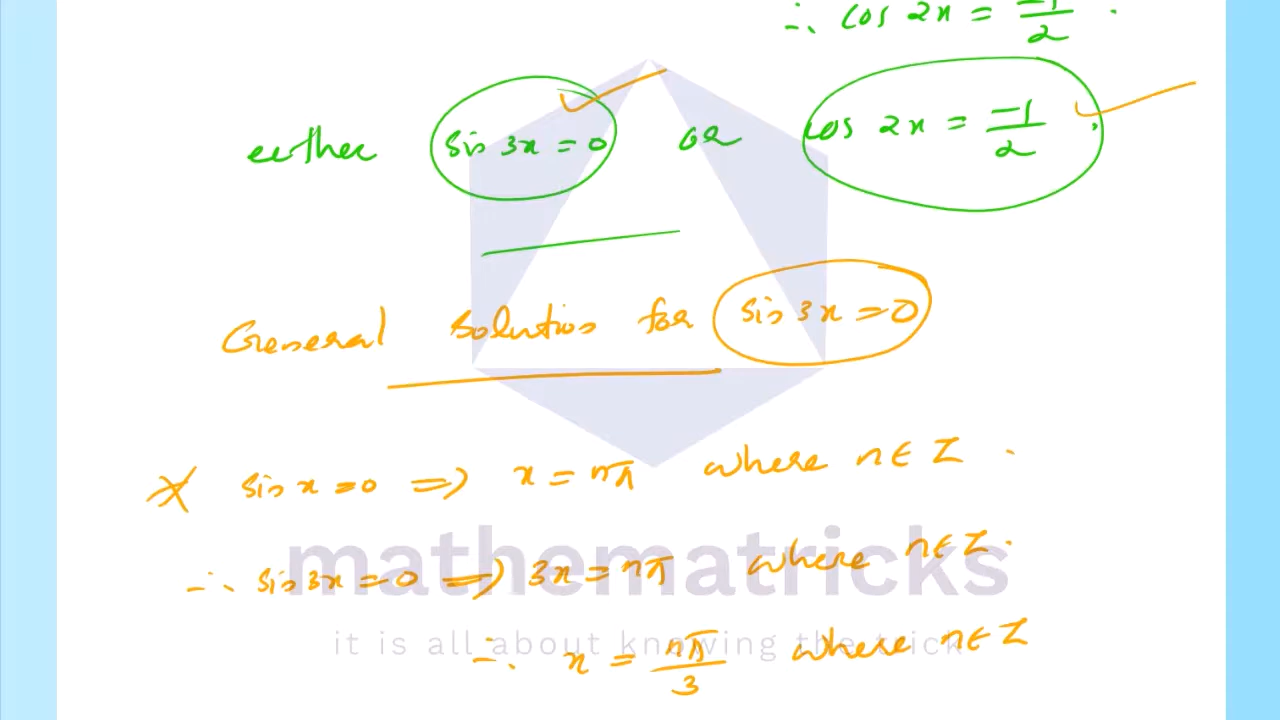 ∴ cos 2x = -1/2 .
either sin 3x = 0 or cos 2x = -1/2 .
General solution for sin 3x = 0
* sin x = 0 ⇒ x = nπ where n ∈ Z .
mathematricks
∴ sin 3x = 0 ⇒ 3x = nπ where n ∈ Z .
it is all about knowing the trick
∴ x = nπ/3 where n ∈ Z